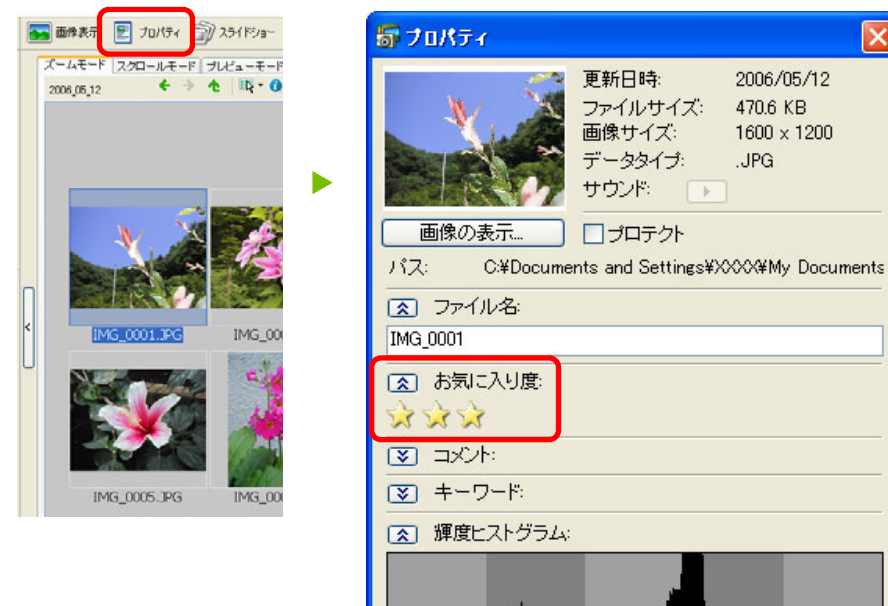 画像表示 プロパティ スライドショー
ズームモード スクロールモード プレビューモード
2006_05_12
IMG_0001.JPG IMG_00
IMG_0005.JPG IMG_00
プロパティ
更新日時: 2006/05/12
ファイルサイズ: 470.6 KB
画像サイズ: 1600 x 1200
データタイプ: .JPG
サウンド:
画像の表示... プロテクト
パス: C:¥Documents and Settings¥XXXX¥My Documents
ファイル名:
IMG_0001
お気に入り度:
コメント:
キーワード:
輝度ヒストグラム: